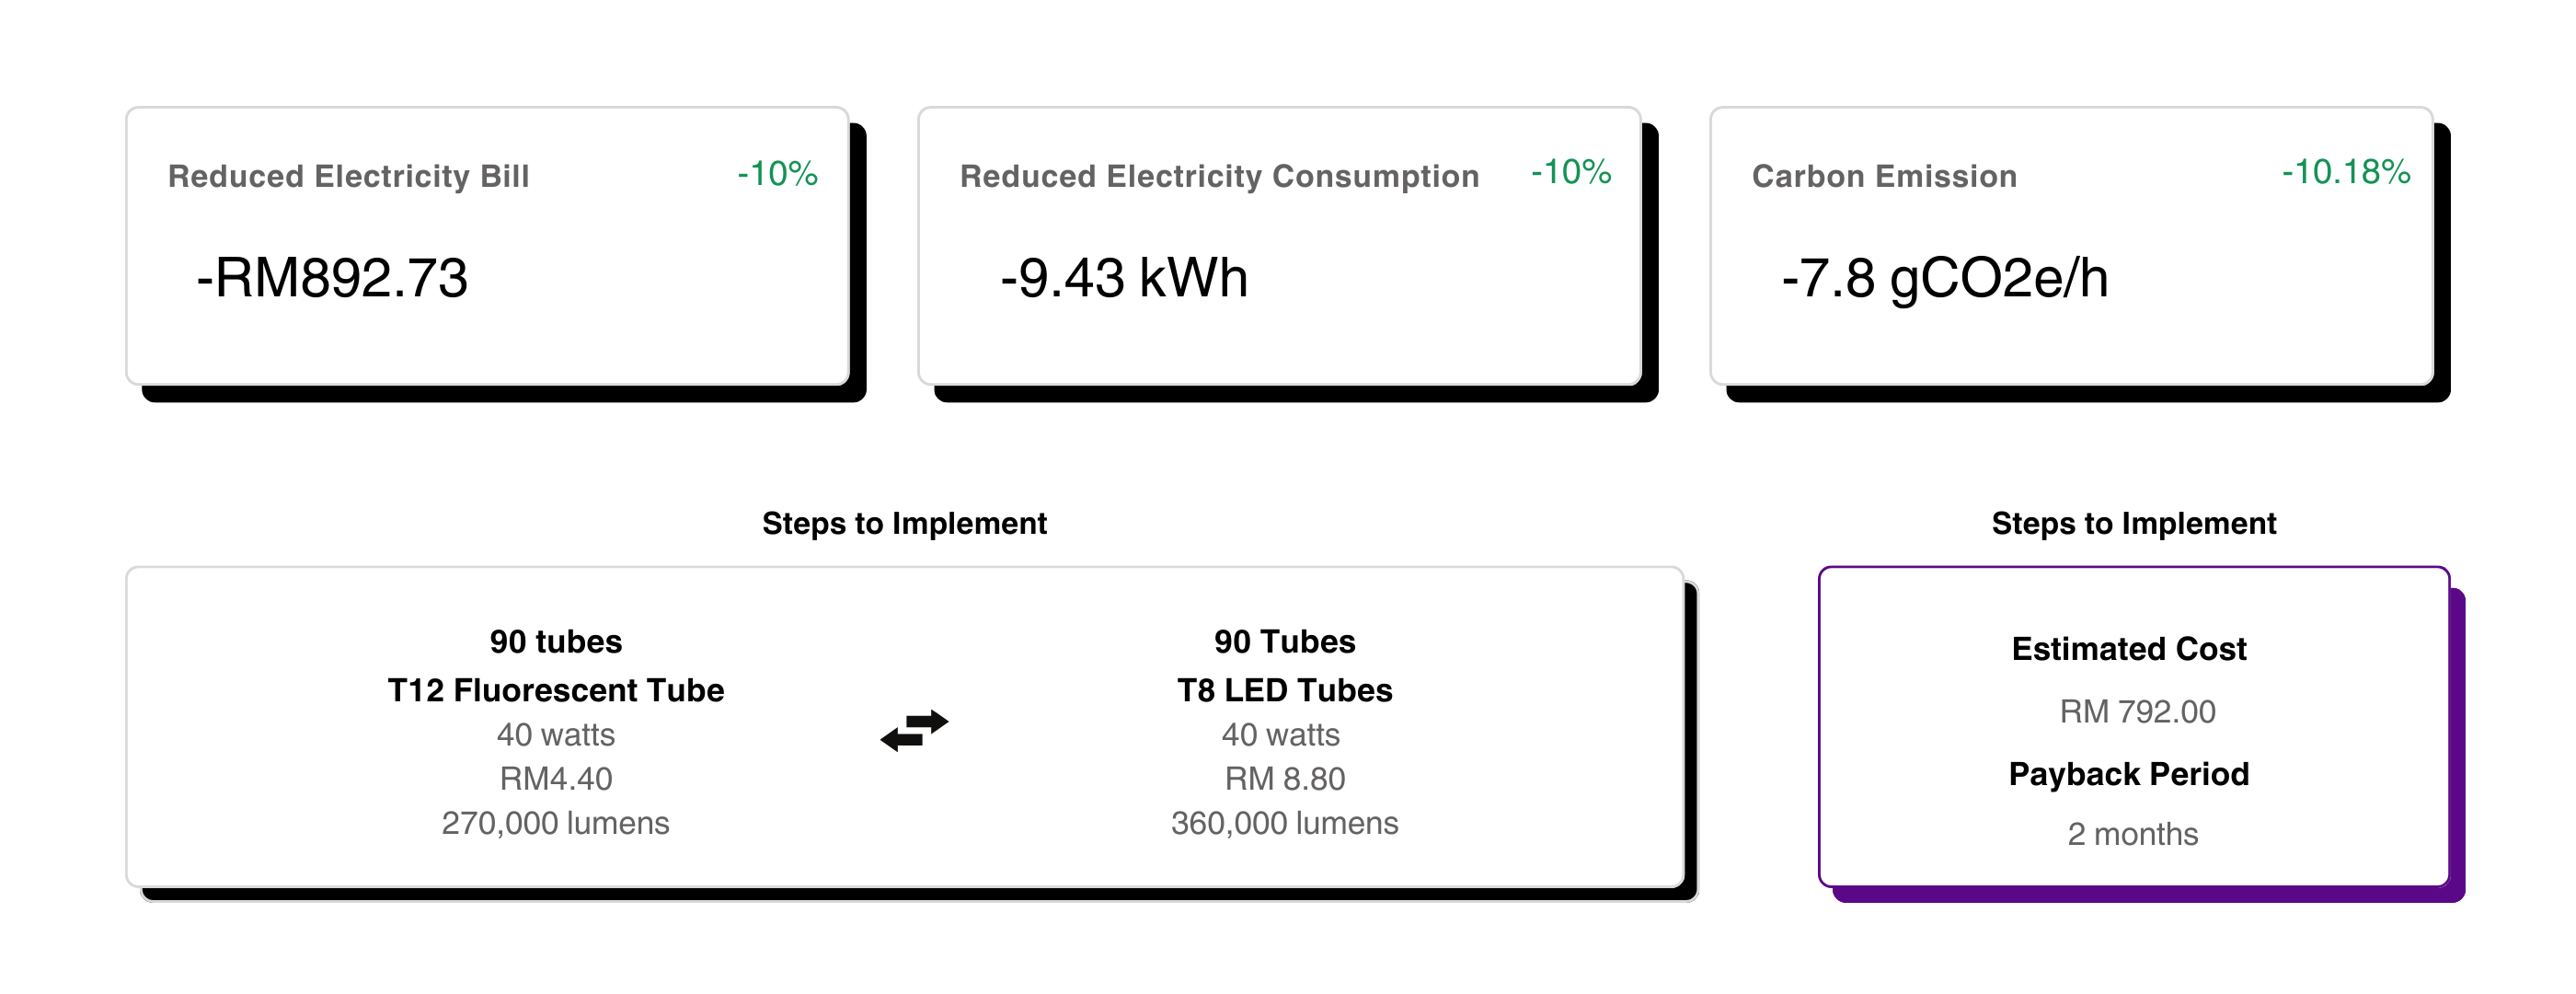 Reduced Electricity Bill
-10%
-RM892.73
Reduced Electricity Consumption
-10%
-9.43 kWh
Carbon Emission
-10.18%
-7.8 gCO2e/h
Steps to Implement
90 tubes
T12 Fluorescent Tube
40 watts
RM4.40
270,000 lumens
90 Tubes
T8 LED Tubes
40 watts
RM 8.80
360,000 lumens
Steps to Implement
Estimated Cost
RM 792.00
Payback Period
2 months